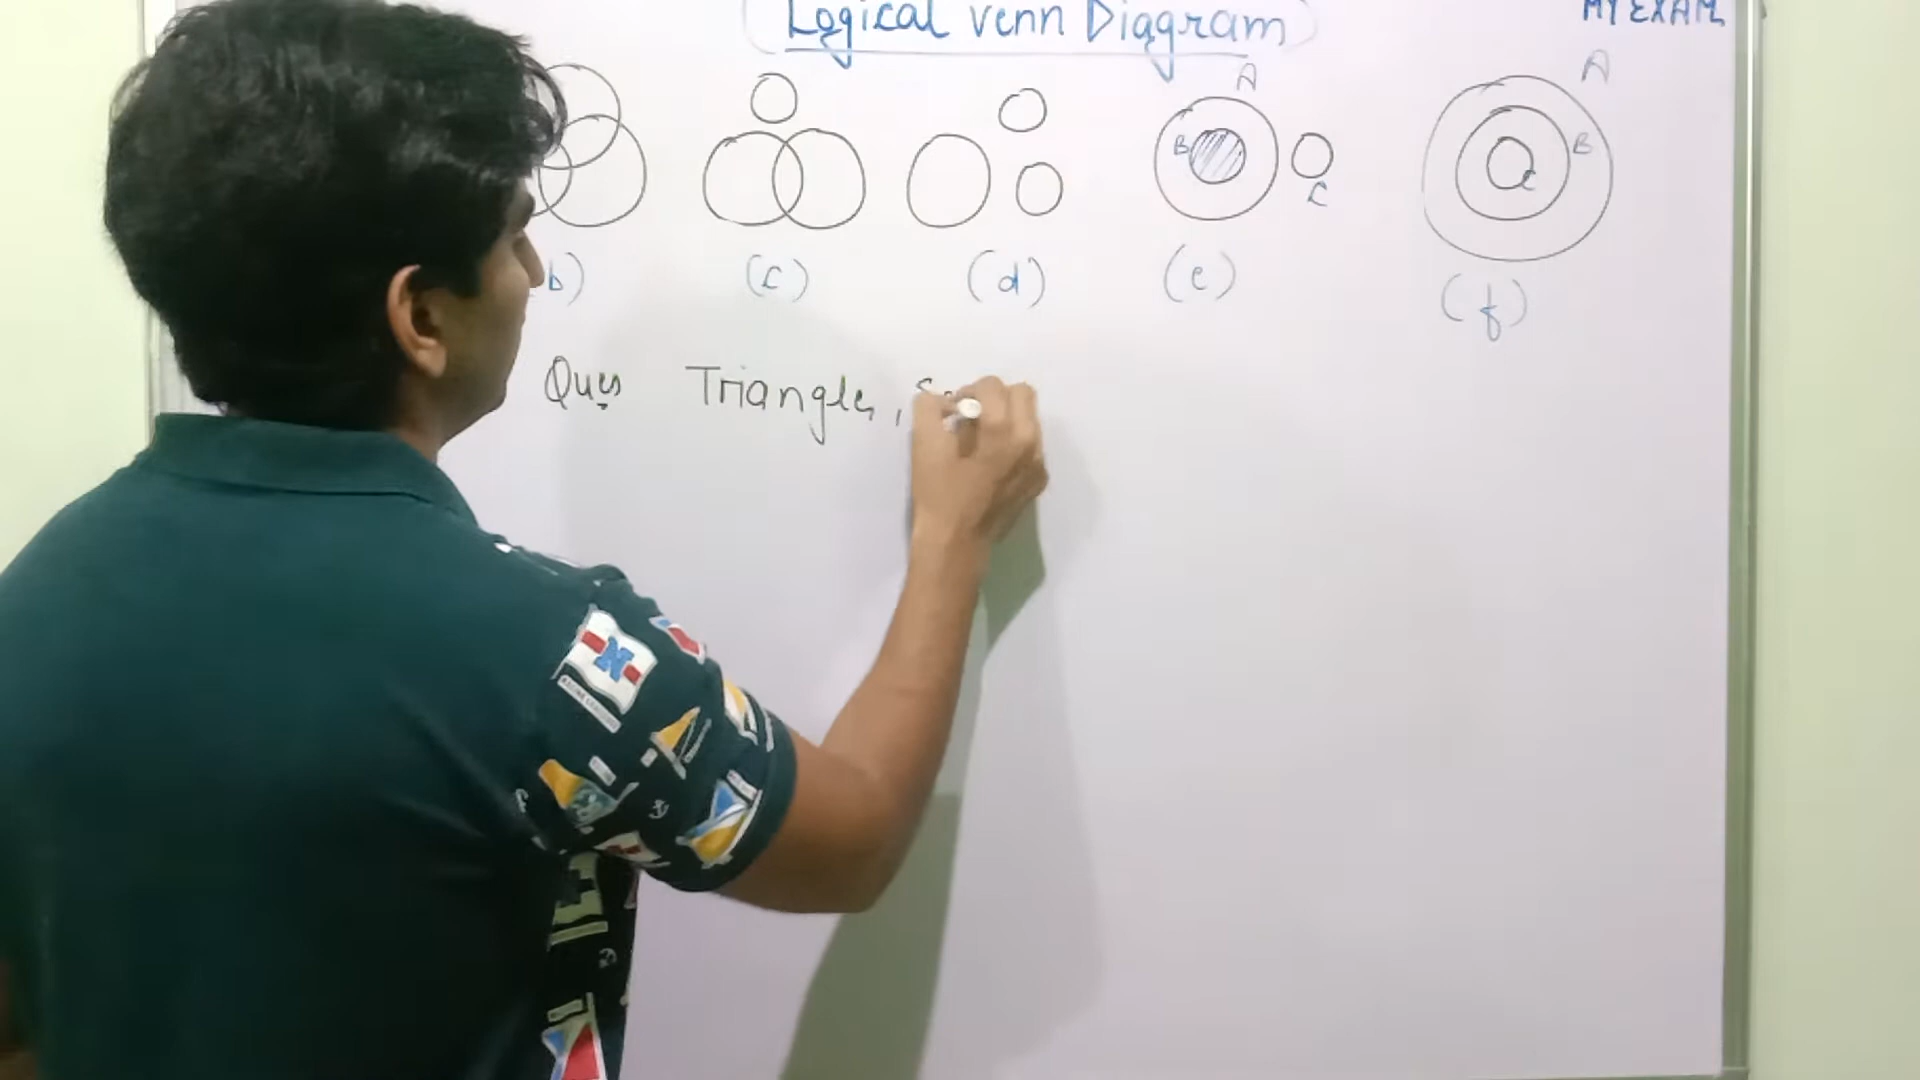 Logical Venn Diagram
MY EXAM
A
A
B
B
C
C
b)
(c)
(d)
(e)
(f)
Ques Triangle,
N